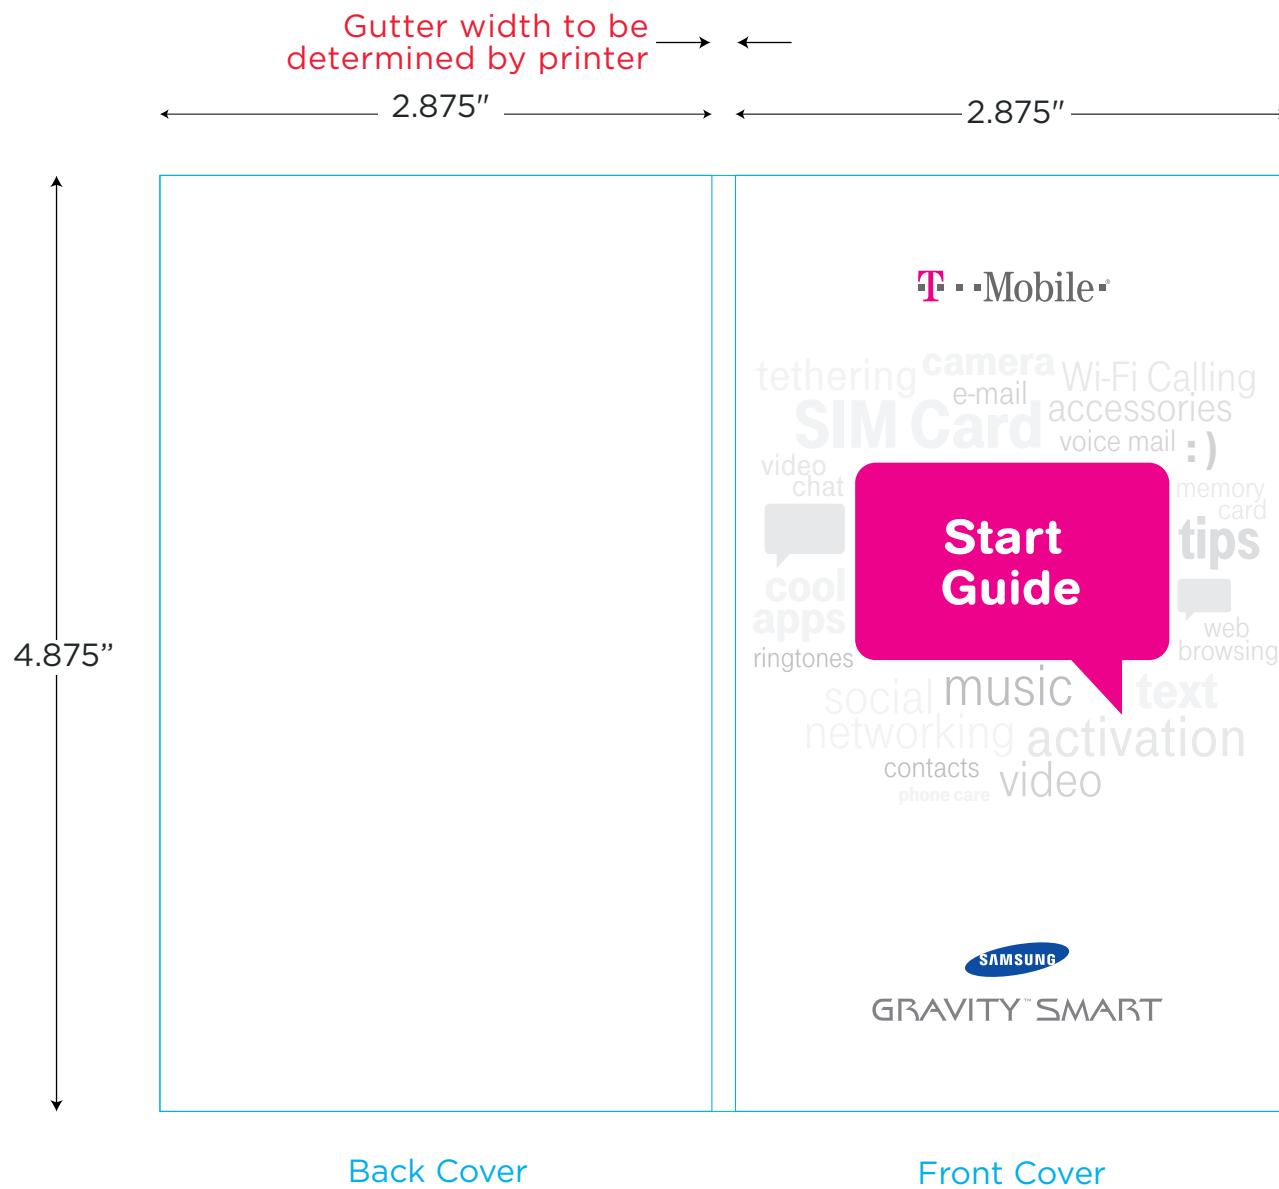 Gutter width to be
determined by printer
2.875"
2.875"
4.875”
T··Mobile·®
tethering
camera
Wi-Fi Calling
e-mail
accessories
SIM Card
voice mail
:)
video
chat
memory
card
tips
Start
Guide
cool
apps
web
browsing
ringtones
music
text
social
networking
activation
contacts
video
phone care
SAMSUNG
GRAVITY™ SMART
Back Cover
Front Cover